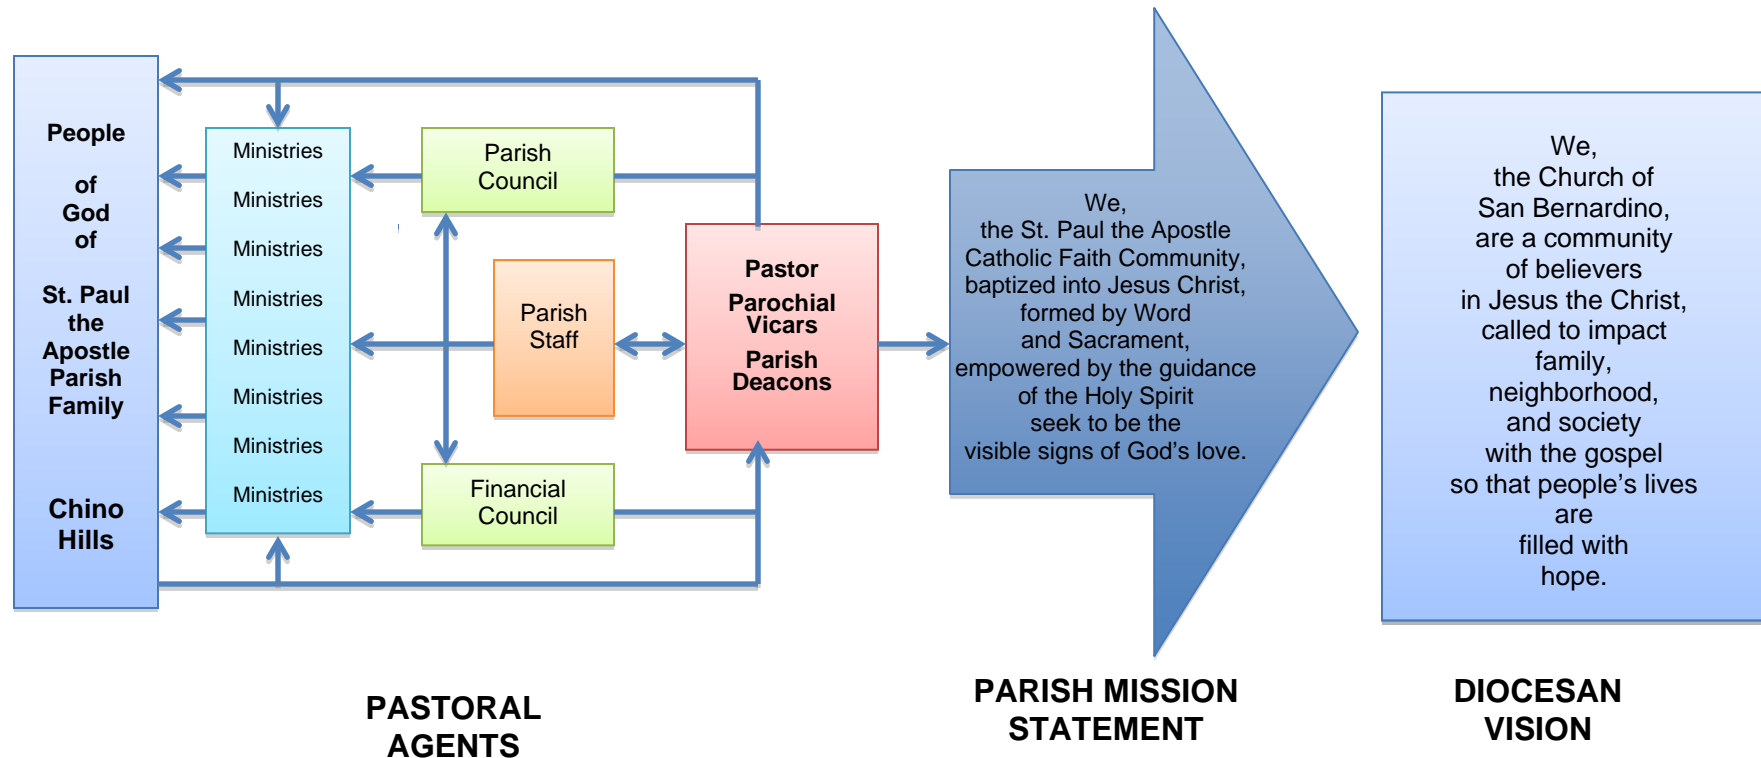 People
of
God
of
St. Paul
the
Apostle
Parish
Family
Chino
Hills
Ministries
Ministries
Ministries
Ministries
Ministries
Ministries
Ministries
Ministries
Parish
Council
Parish
Staff
Financial
Council
Pastor
Parochial
Vicars
Parish
Deacons
We,
the St. Paul the Apostle
Catholic Faith Community,
baptized into Jesus Christ,
formed by Word
and Sacrament,
empowered by the guidance
of the Holy Spirit
seek to be the
visible signs of God’s love.
We,
the Church of
San Bernardino,
are a community
of believers
in Jesus the Christ,
called to impact
family,
neighborhood,
and society
with the gospel
so that people’s lives
are
filled with
hope.
PASTORAL
AGENTS
PARISH MISSION
STATEMENT
DIOCESAN
VISION